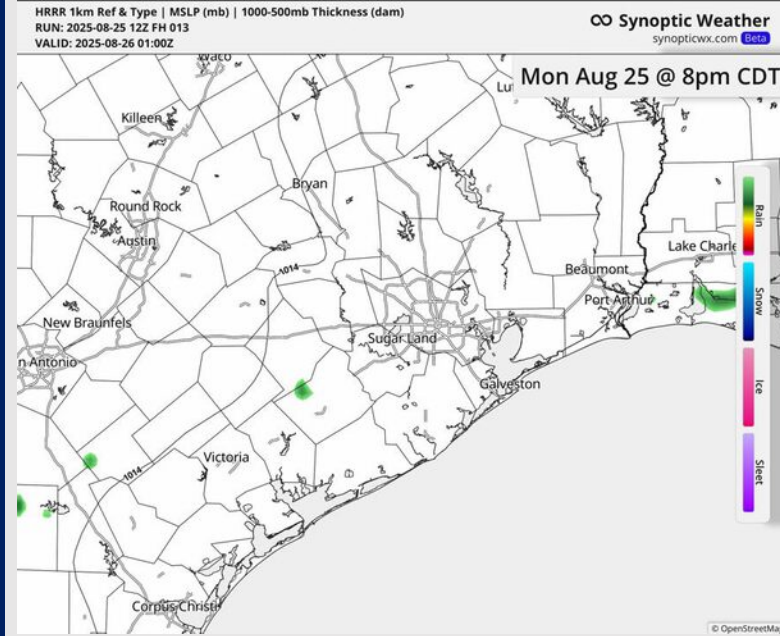 HRRR 1km Ref & Type | MSLP (mb) | 1000-500mb Thickness (dam)
RUN: 2025-08-25 12Z FH 013
VALID: 2025-08-26 01:00Z
Synoptic Weather
synopticwx.com Beta
Mon Aug 25 @ 8pm CDT
Waco
Lu
Killeen
Bryan
Round Rock
Austin
Rain
Lake Charle
1014
Beaumont
Port Arthur
Snow
New Braunfels
Sugar Land
n Antonio
Galveston
Ice
Victoria
1014
Sleet
Corpus Christi
© OpenStreetMa